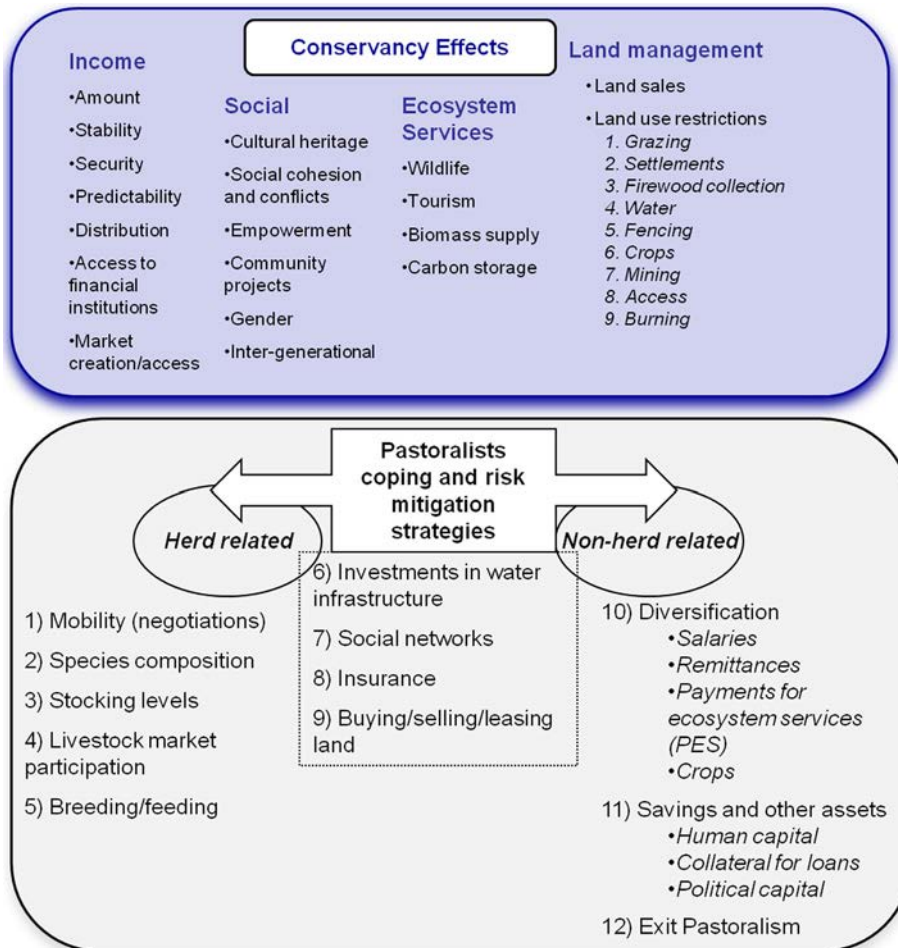 Conservancy Effects
Income
•Amount
•Stability
•Security
•Predictability
•Distribution
•Access to
financial
institutions
•Market
creation/access
Social
•Cultural heritage
•Social cohesion
and conflicts
•Empowerment
•Community
projects
•Gender
•Inter-generational
Ecosystem
Services
•Wildlife
•Tourism
•Biomass supply
•Carbon storage
Land management
•Land sales
•Land use restrictions
1. Grazing
2. Settlements
3. Firewood collection
4. Water
5. Fencing
6. Crops
7. Mining
8. Access
9. Burning
Pastoralists
coping and risk
mitigation
strategies
Herd related
1) Mobility (negotiations)
2) Species composition
3) Stocking levels
4) Livestock market
participation
5) Breeding/feeding
6) Investments in water
infrastructure
7) Social networks
8) Insurance
9) Buying/selling/leasing
land
Non-herd related
10) Diversification
•Salaries
•Remittances
•Payments for
ecosystem services
(PES)
•Crops
11) Savings and other assets
•Human capital
•Collateral for loans
•Political capital
12) Exit Pastoralism